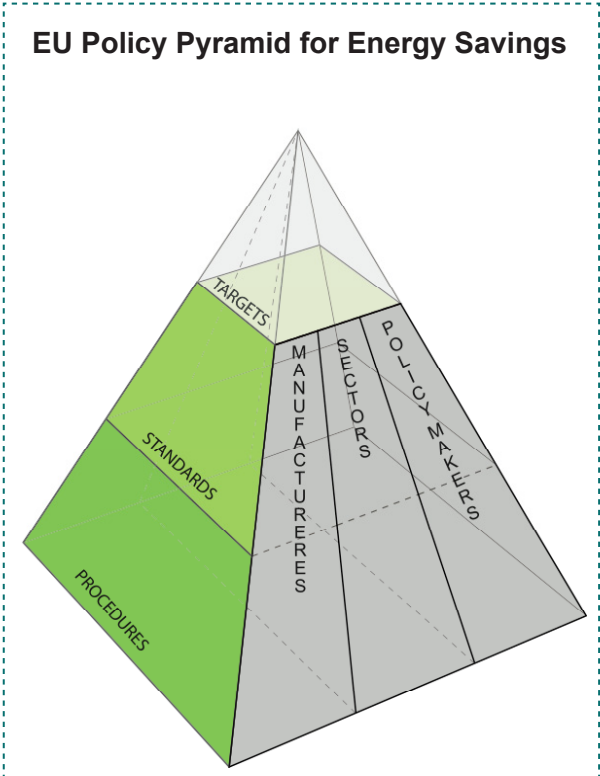 EU Policy Pyramid for Energy Savings
TARGETS
STANDARDS
PROCEDURES
MANUFACTURERES
SECTORS
POLICY MAKERS